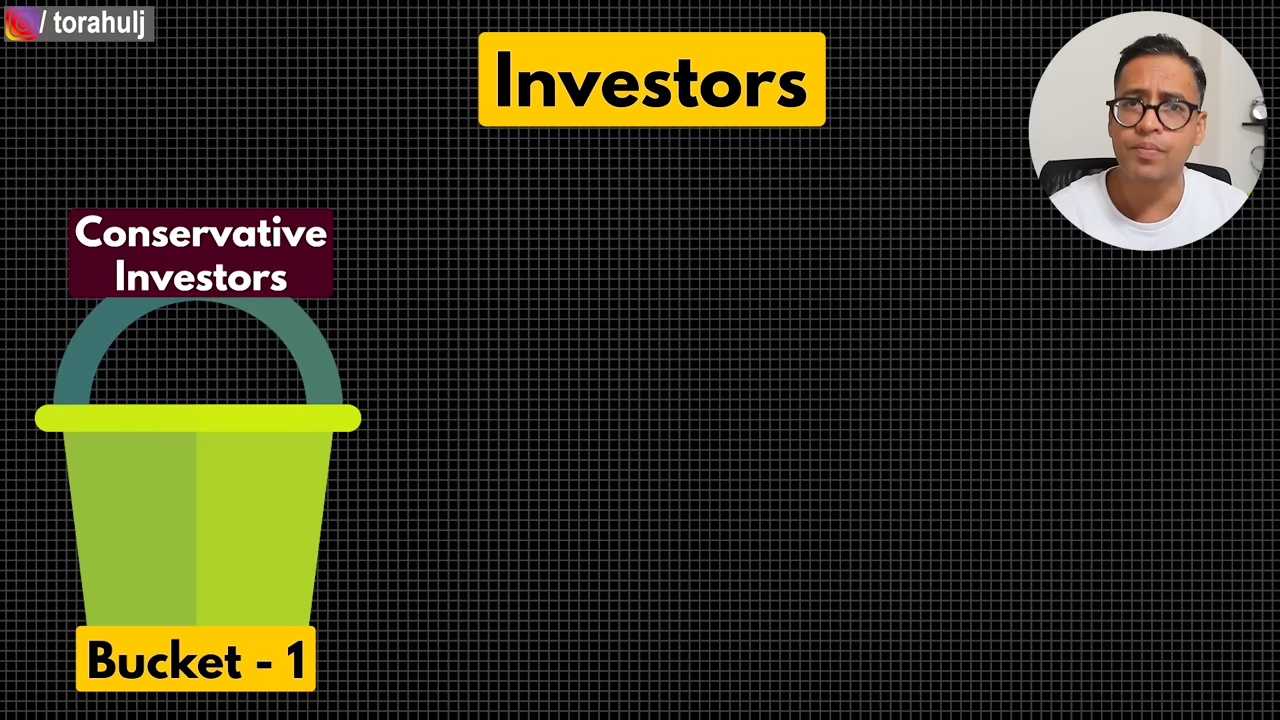 / torahulj
Investors
Conservative
Investors
Bucket - 1